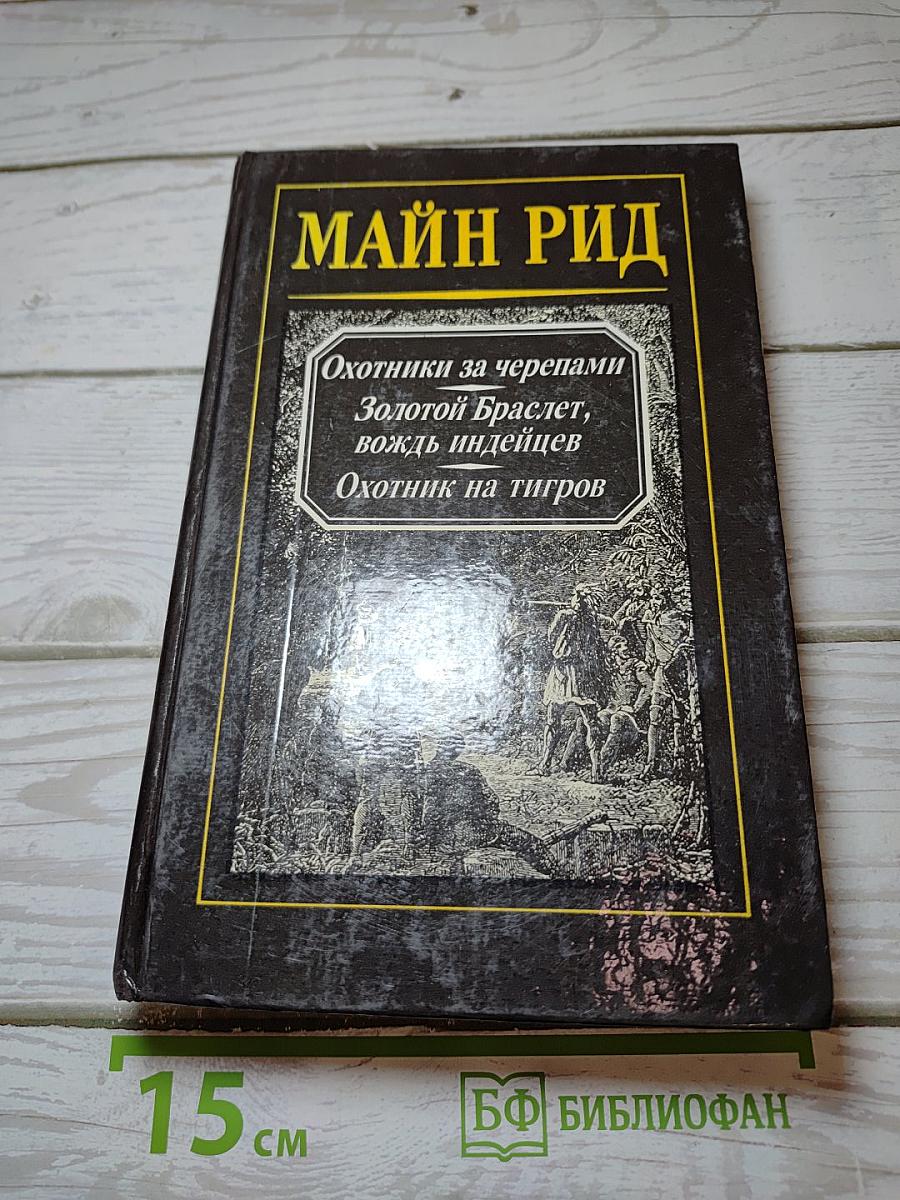 МАЙН РИД
Охотники за черепами
Золотой Браслет,
вождь индейцев
Охотник на тигров
15 см
БФ БИБЛИОФАН